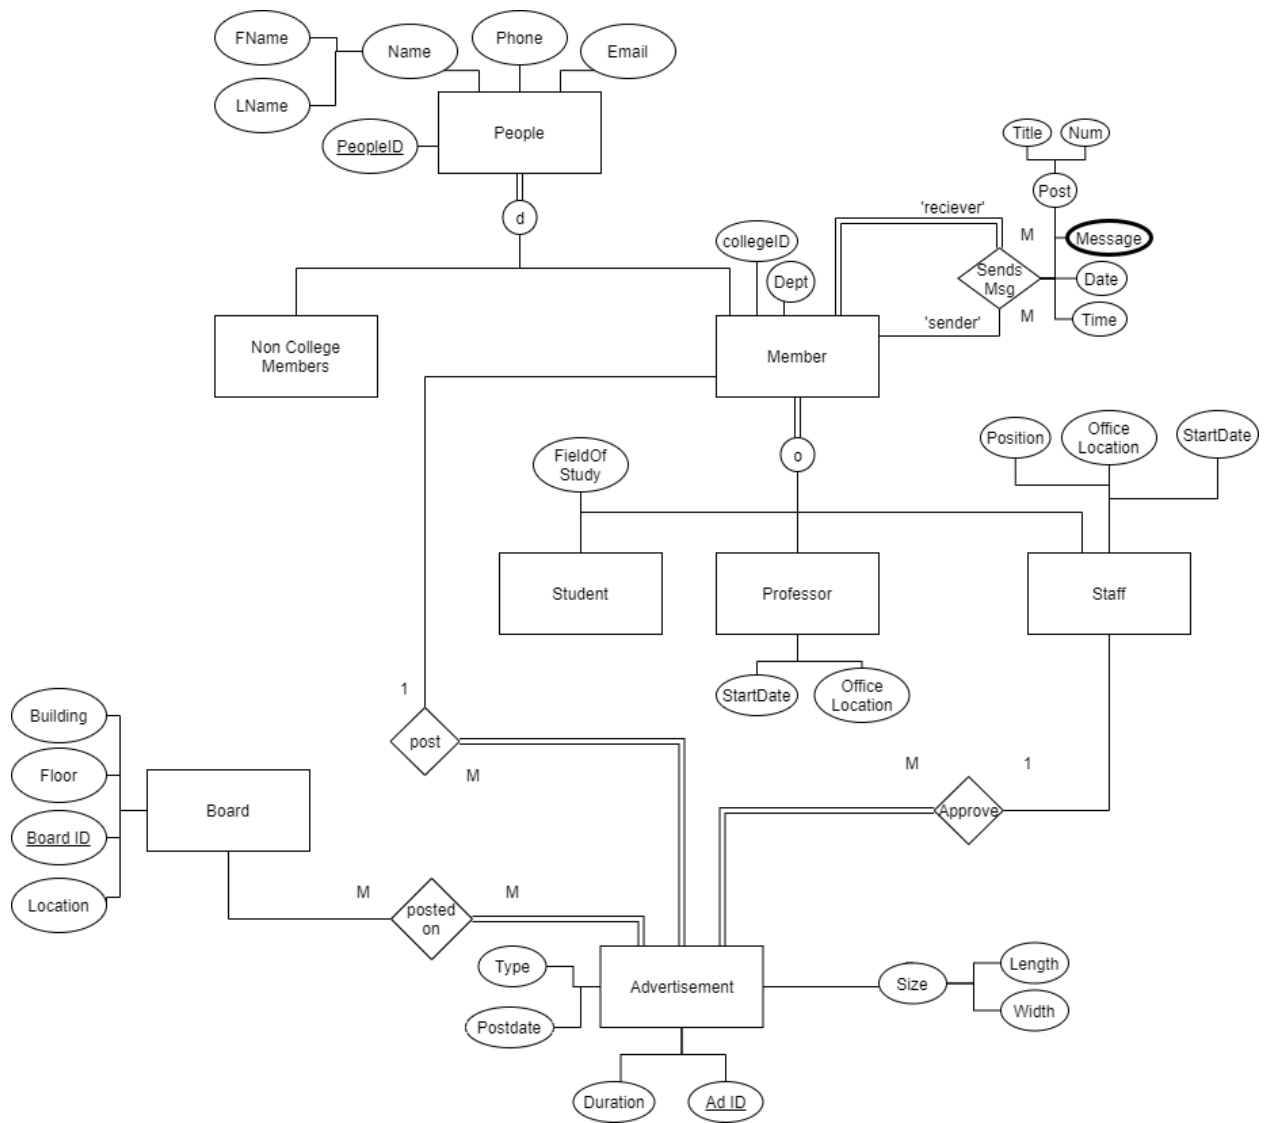 FName
Name
Phone
Email
LName
People
PeopleID
d
Title
Num
Post
'reciever'
M
Message
collegeID
Dept
Sends
Msg
Date
'sender'
M
Time
Non College
Members
Member
Position
Office
Location
StartDate
FieldOf
Study
o
Student
Professor
Staff
StartDate
Office
Location
1
Building
post
M
M
1
Floor
Board
Approve
Board ID
Location
M
posted
on
M
Type
Advertisement
Size
Length
Width
Postdate
Duration
Ad ID